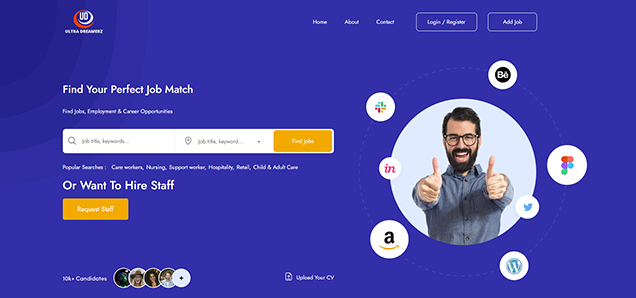 UD
ULTRA DREAMERZ
Home About Contact Login / Register Add Job
Find Your Perfect Job Match
Find Jobs, Employment & Career Opportunities
Job title, keywords... Job title, keyword... Find Jobs
Popular Searches : Care workers, Nursing, Support worker, Hospitality, Retail, Child & Adult Care
Or Want To Hire Staff
Request Staff
10k+ Candidates + Upload Your CV
Bē
in
a
W